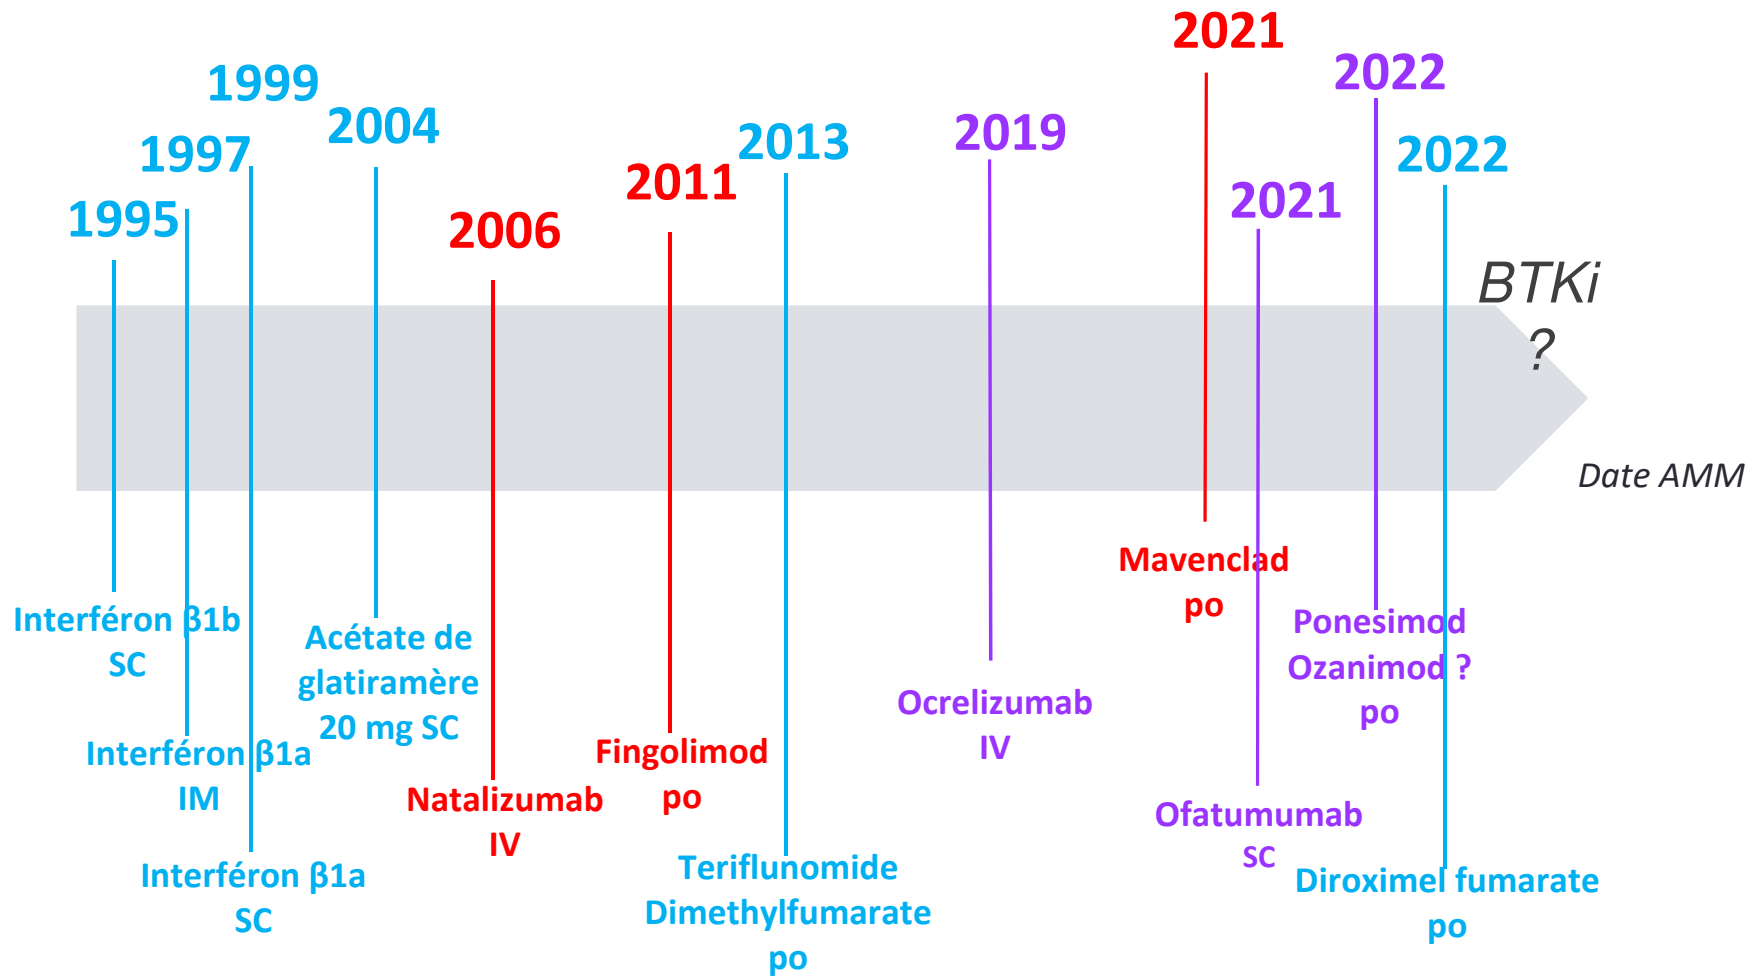 1995
Interféron β1b
SC
1997
Interféron β1a
IM
1999
Interféron β1a
SC
2004
Acétate de
glatiramère
20 mg SC
2006
Natalizumab
IV
2011
Fingolimod
po
2013
Teriflunomide
Dimethylfumarate
po
2019
Ocrelizumab
IV
2021
Mavenclad
po
2021
Ofatumumab
SC
2022
Ponesimod
Ozanimod ?
po
2022
Diroximel fumarate
po
BTKi
?
Date AMM